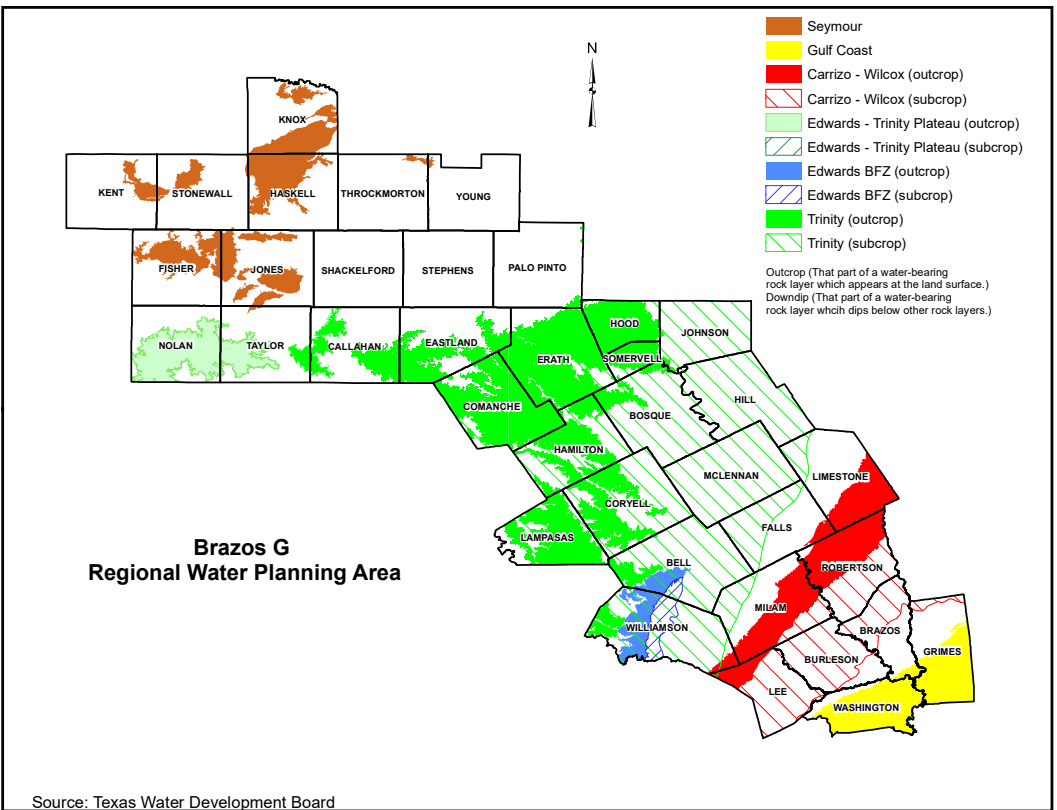 Seymour
Gulf Coast
Carrizo - Wilcox (outcrop)
Carrizo - Wilcox (subcrop)
Edwards - Trinity Plateau (outcrop)
Edwards - Trinity Plateau (subcrop)
Edwards BFZ (outcrop)
Edwards BFZ (subcrop)
Trinity (outcrop)
Trinity (subcrop)
Outcrop (That part of a water-bearing
rock layer which appears at the land surface.)
Downdip (That part of a water-bearing
rock layer whcih dips below other rock layers.)
N
KNOX
KENT
STONEWALL
HASKELL
THROCKMORTON
YOUNG
FISHER
JONES
SHACKELFORD
STEPHENS
PALO PINTO
NOLAN
TAYLOR
CALLAHAN
EASTLAND
ERATH
HOOD
SOMERVELL
JOHNSON
COMANCHE
BOSQUE
HILL
HAMILTON
MCLENNAN
LIMESTONE
CORYELL
FALLS
LAMPASAS
BELL
ROBERTSON
MILAM
WILLIAMSON
BRAZOS
GRIMES
BURLESON
LEE
WASHINGTON
Brazos G
Regional Water Planning Area
Source: Texas Water Development Board